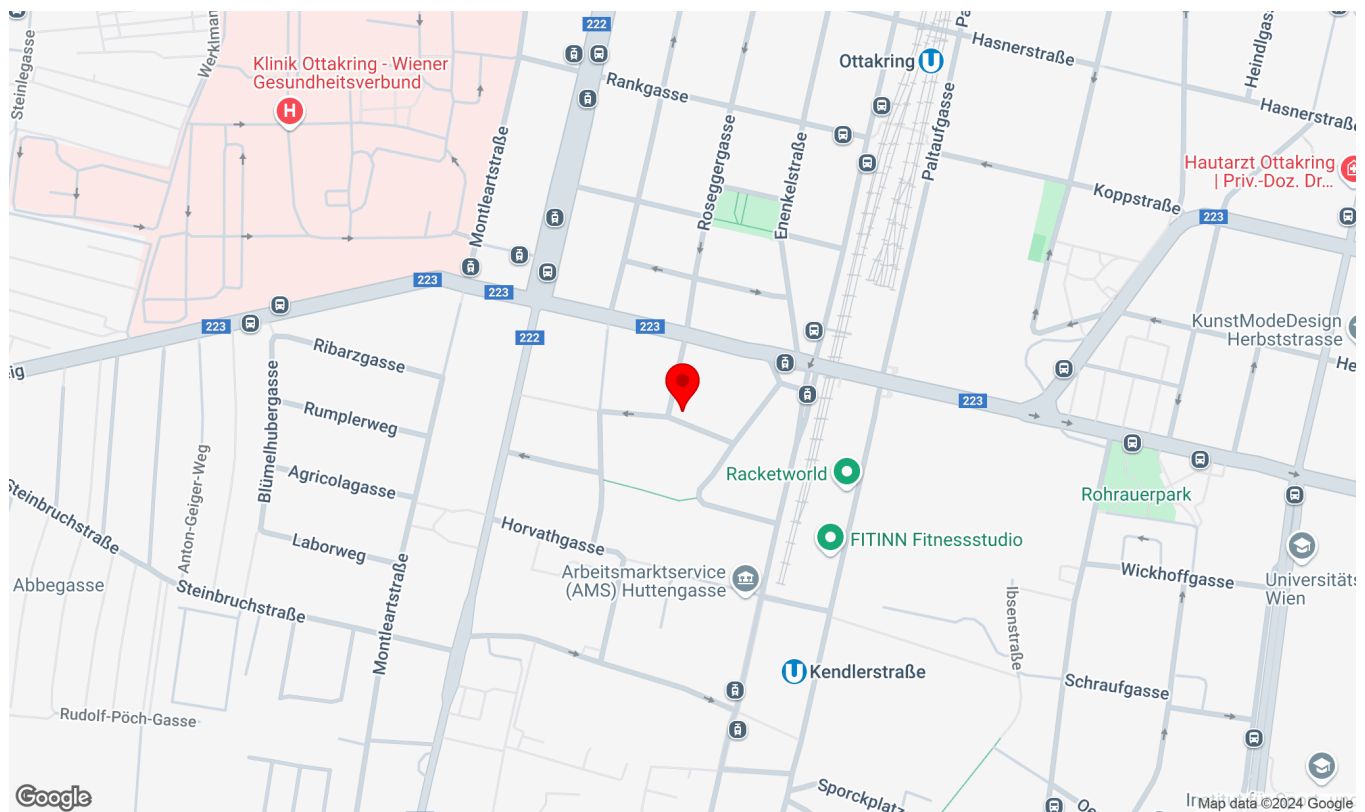 222
Hasnerstraße
Heindlgasse
Steinlegasse
Klinik Ottakring - Wiener
Gesundheitsverbund
H
Ottakring
U
Rankgasse
Hasnerstraße
Paltaufgasse
Montleartstraße
Roseggergasse
Enenkelstraße
Hautarzt Ottakring
| Priv.-Doz. Dr...
Koppstraße
223
223
223
223
223
222
KunstModeDesign
Herbststrasse
Ribarzgasse
Rumplerweg
223
Blümelhubergasse
Agricolagasse
Anton-Geiger-Weg
Racketworld
Rohrauerpark
Steinbruchstraße
Horvathgasse
FITINN Fitnessstudio
Laborweg
Arbeitsmarktservice
(AMS) Huttengasse
Abbegasse
Wickhoffgasse
Universitäts
Wien
Steinbruchstraße
Montleartstraße
Ibsenstraße
U
Kendlerstraße
Schraufgasse
Rudolf-Pöch-Gasse
Sporckplatz
Google
Map data ©2024 Google